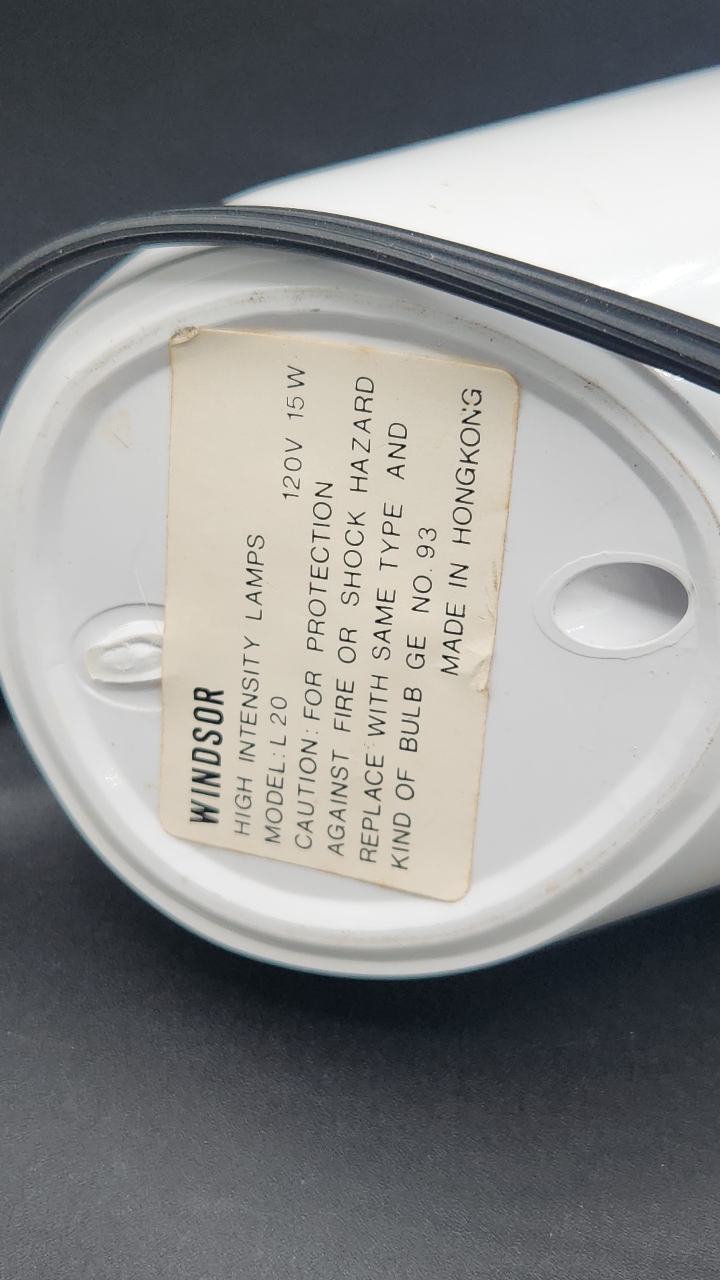 WINDSOR
HIGH INTENSITY LAMPS
MODEL: L 20 120V 15W
CAUTION: FOR PROTECTION
AGAINST FIRE OR SHOCK HAZARD
REPLACE WITH SAME TYPE AND
KIND OF BULB GE NO. 93
MADE IN HONGKONG